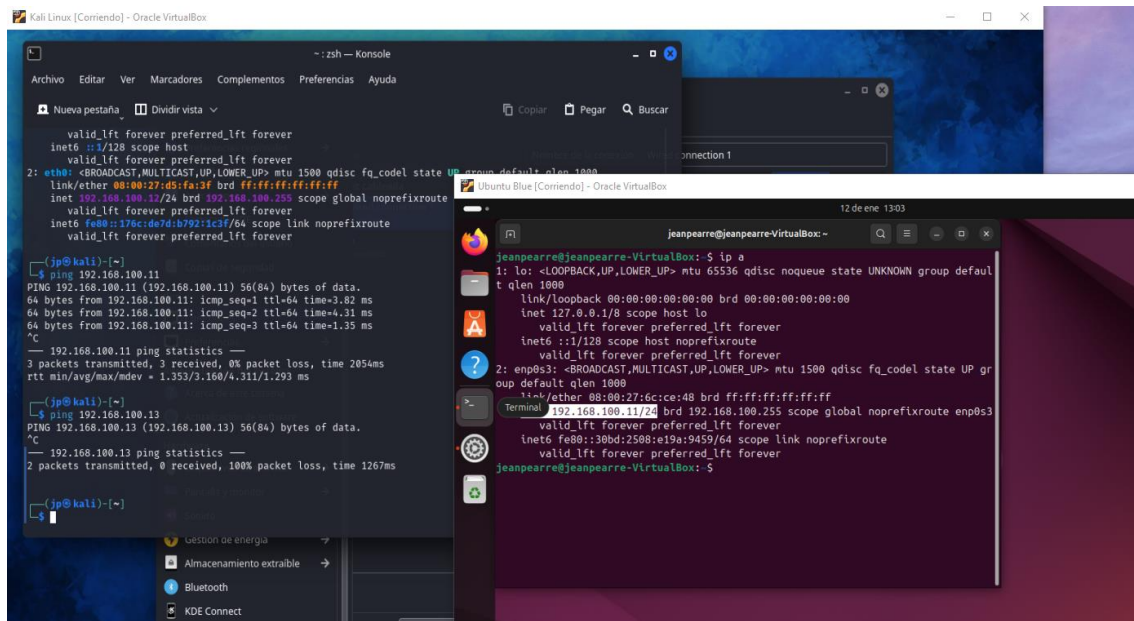 Kali Linux [Corriendo] - Oracle VirtualBox
~ : zsh — Konsole
Archivo Editar Ver Marcadores Complementos Preferencias Ayuda
Nueva pestaña Dividir vista Copiar Pegar Buscar
valid_lft forever preferred_lft forever
inet6 ::1/128 scope host
valid_lft forever preferred_lft forever
2: eth0: <BROADCAST,MULTICAST,UP,LOWER_UP> mtu 1500 qdisc fq_codel state UP group default qlen 1000
link/ether 08:00:27:d5:fa:3f brd ff:ff:ff:ff:ff:ff
inet 192.168.100.12/24 brd 192.168.100.255 scope global noprefixroute
valid_lft forever preferred_lft forever
inet6 fe80::176c:de7d:b792:1c3f/64 scope link noprefixroute
valid_lft forever preferred_lft forever
(jp㉿kali)-[~]
$ ping 192.168.100.11
PING 192.168.100.11 (192.168.100.11) 56(84) bytes of data.
64 bytes from 192.168.100.11: icmp_seq=1 ttl=64 time=3.82 ms
64 bytes from 192.168.100.11: icmp_seq=2 ttl=64 time=4.31 ms
64 bytes from 192.168.100.11: icmp_seq=3 ttl=64 time=1.35 ms
^C
— 192.168.100.11 ping statistics —
3 packets transmitted, 3 received, 0% packet loss, time 2054ms
rtt min/avg/max/mdev = 1.353/3.160/4.311/1.293 ms
(jp㉿kali)-[~]
$ ping 192.168.100.13
PING 192.168.100.13 (192.168.100.13) 56(84) bytes of data.
^C
— 192.168.100.13 ping statistics —
2 packets transmitted, 0 received, 100% packet loss, time 1267ms
(jp㉿kali)-[~]
$
Gestión de energía
Almacenamiento extraíble
Bluetooth
KDE Connect
connection 1
Ubuntu Blue [Corriendo] - Oracle VirtualBox
12 de ene 13:03
jeanpearre@jeanpearre-VirtualBox: ~
jeanpearre@jeanpearre-VirtualBox:~$ ip a
1: lo: <LOOPBACK,UP,LOWER_UP> mtu 65536 qdisc noqueue state UNKNOWN group defaul
t qlen 1000
link/loopback 00:00:00:00:00:00 brd 00:00:00:00:00:00
inet 127.0.0.1/8 scope host lo
valid_lft forever preferred_lft forever
inet6 ::1/128 scope host noprefixroute
valid_lft forever preferred_lft forever
2: enp0s3: <BROADCAST,MULTICAST,UP,LOWER_UP> mtu 1500 qdisc fq_codel state UP gr
oup default qlen 1000
link/ether 08:00:27:6c:ce:48 brd ff:ff:ff:ff:ff:ff
Terminal
192.168.100.11/24 brd 192.168.100.255 scope global noprefixroute enp0s3
valid_lft forever preferred_lft forever
inet6 fe80::30bd:2508:e19a:9459/64 scope link noprefixroute
valid_lft forever preferred_lft forever
jeanpearre@jeanpearre-VirtualBox:~$